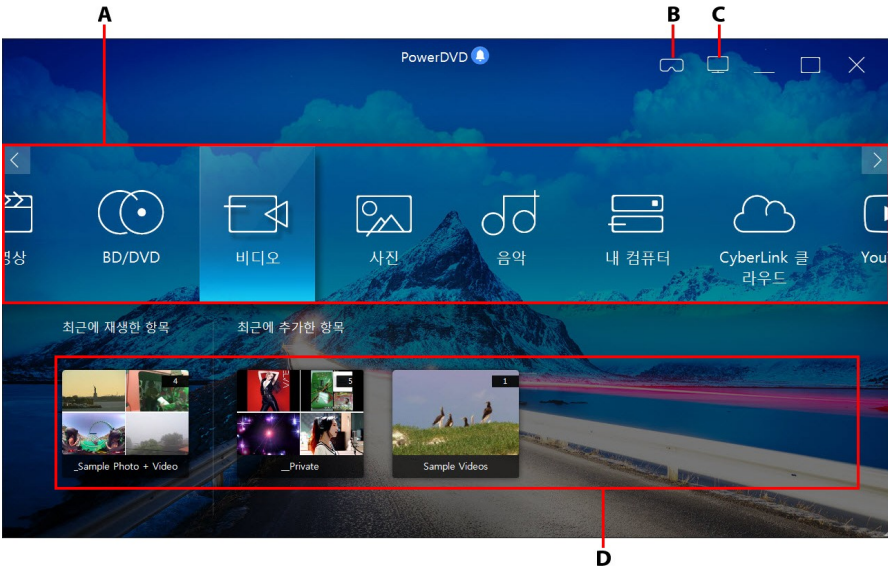 A B C
PowerDVD
영상 BD/DVD 비디오 사진 음악 내 컴퓨터 CyberLink 클 You
라우드
최근에 재생한 항목 최근에 추가한 항목
4 5 1
_Sample Photo + Video __Private Sample Videos
D